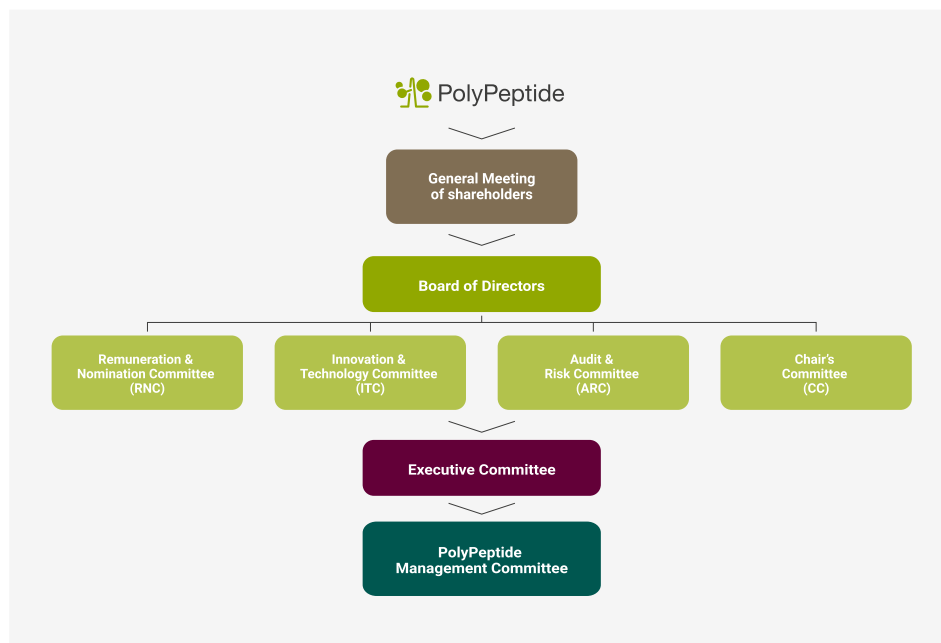 PolyPeptide
General Meeting
of shareholders
Board of Directors
Remuneration &
Nomination Committee
(RNC)
Innovation &
Technology Committee
(ITC)
Audit &
Risk Committee
(ARC)
Chair's
Committee
(CC)
Executive Committee
PolyPeptide
Management Committee